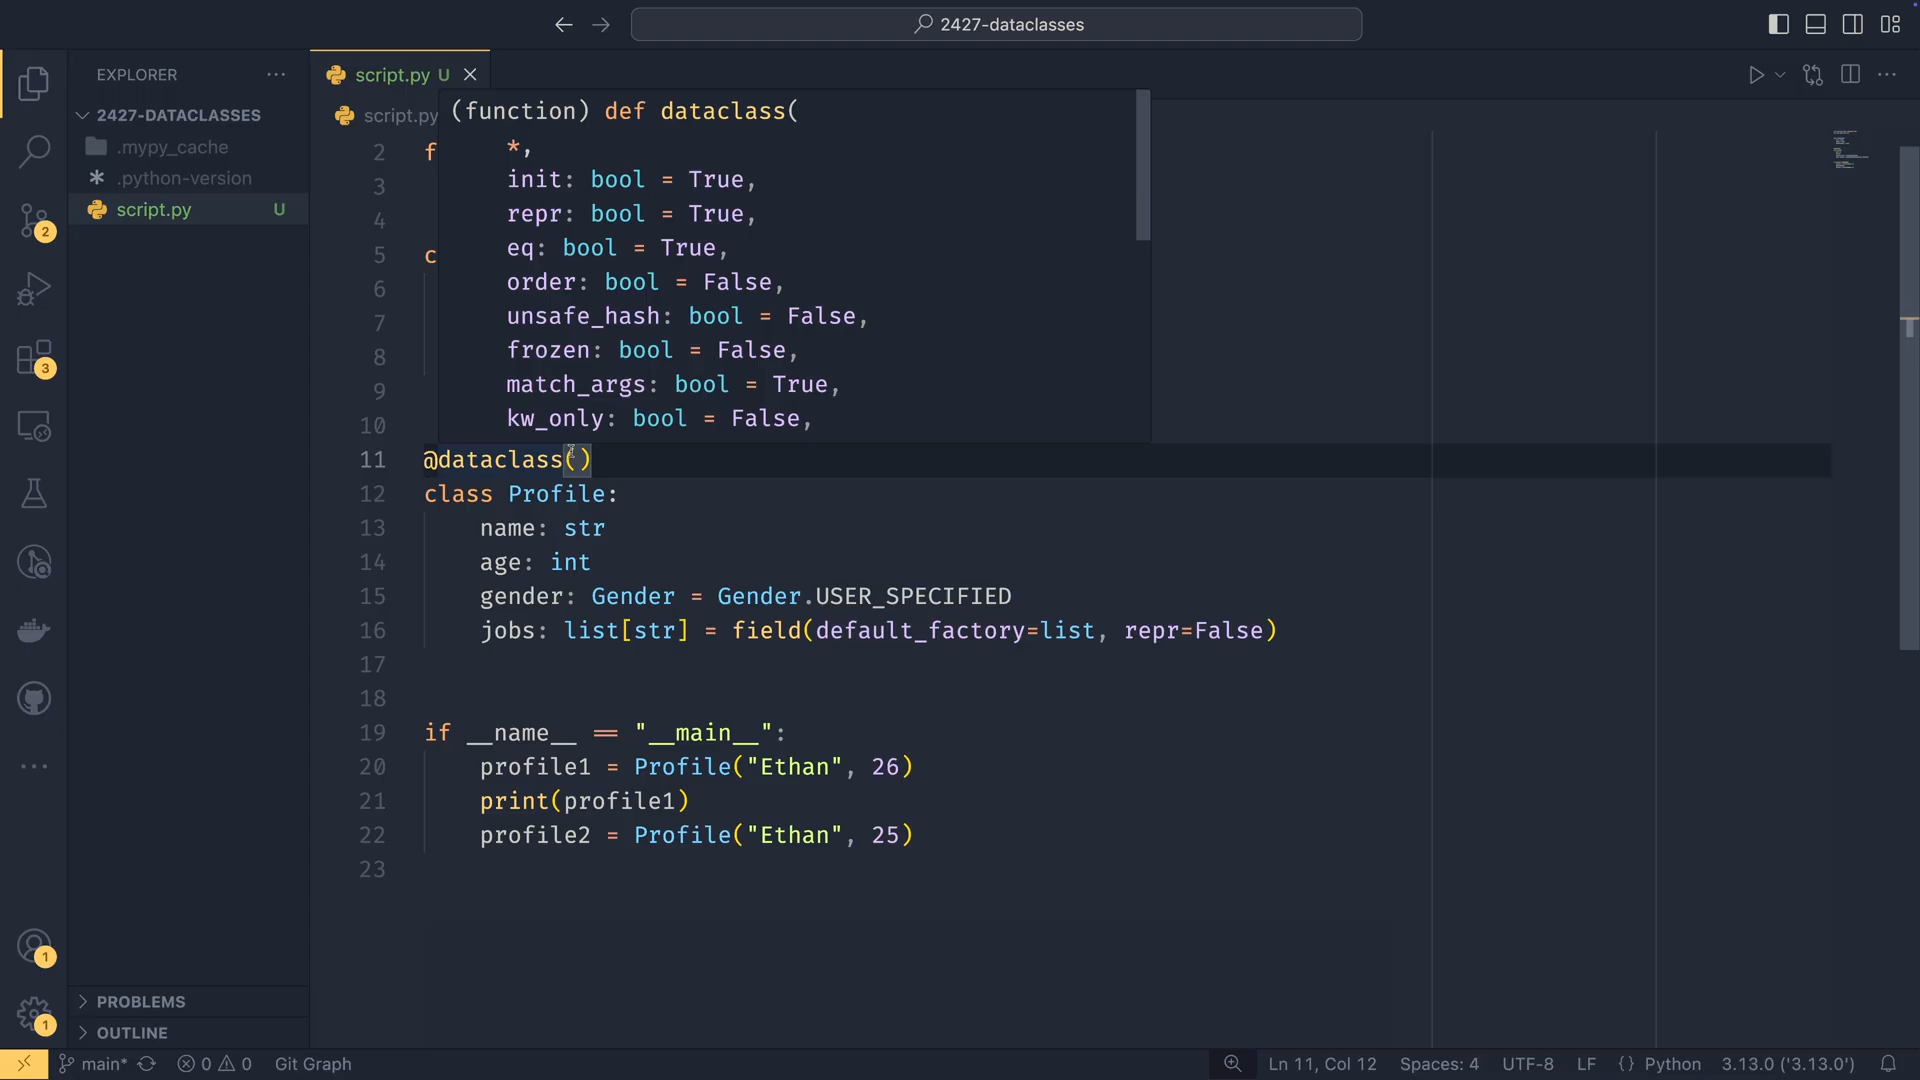 2427-dataclasses
EXPLORER
2427-DATACLASSES
.mypy_cache
.python-version
script.py U
2
3
1
1
PROBLEMS
OUTLINE
script.py U
script.py
(function) def dataclass(
*,
init: bool = True,
repr: bool = True,
eq: bool = True,
order: bool = False,
unsafe_hash: bool = False,
frozen: bool = False,
match_args: bool = True,
kw_only: bool = False,
2 f
3
4
5 c
6
7
8
9
10
11 @dataclass()
12 class Profile:
13 name: str
14 age: int
15 gender: Gender = Gender.USER_SPECIFIED
16 jobs: list[str] = field(default_factory=list, repr=False)
17
18
19 if __name__ == "__main__":
20 profile1 = Profile("Ethan", 26)
21 print(profile1)
22 profile2 = Profile("Ethan", 25)
23
main* 0 0 Git Graph Ln 11, Col 12 Spaces: 4 UTF-8 LF {} Python 3.13.0 ('3.13.0')